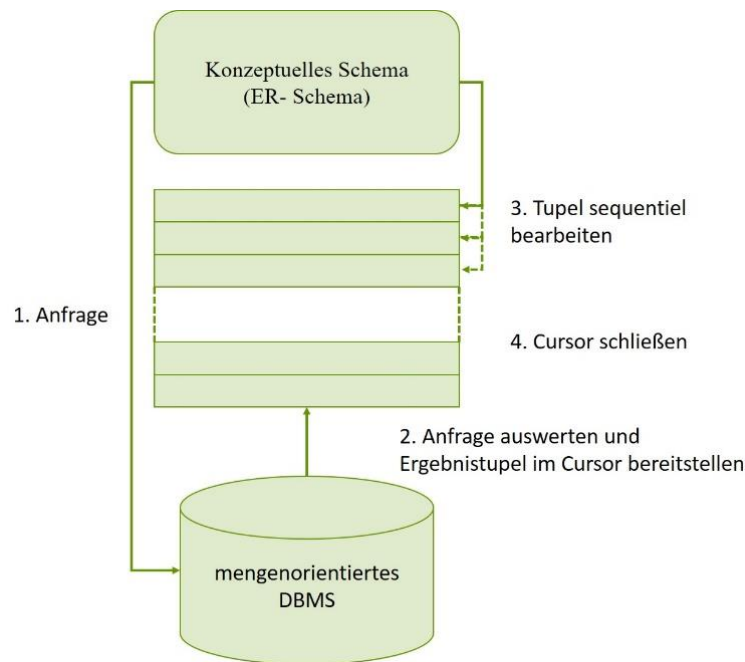 Konzeptuelles Schema
(ER- Schema)
3. Tupel sequentiel
bearbeiten
1. Anfrage
4. Cursor schließen
2. Anfrage auswerten und
Ergebnistupel im Cursor bereitstellen
mengenorientiertes
DBMS